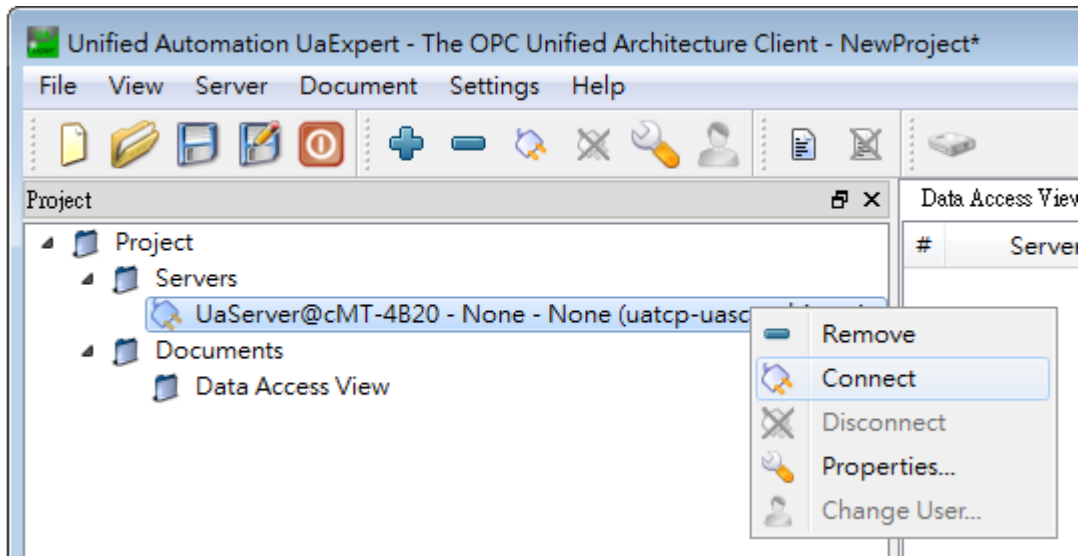 Unified Automation UaExpert - The OPC Unified Architecture Client - NewProject*
File View Server Document Settings Help
Project
Data Access View
# Server
Project
Servers
UaServer@cMT-4B20 - None - None (uatcp-uasc
Documents
Data Access View
Remove
Connect
Disconnect
Properties...
Change User...